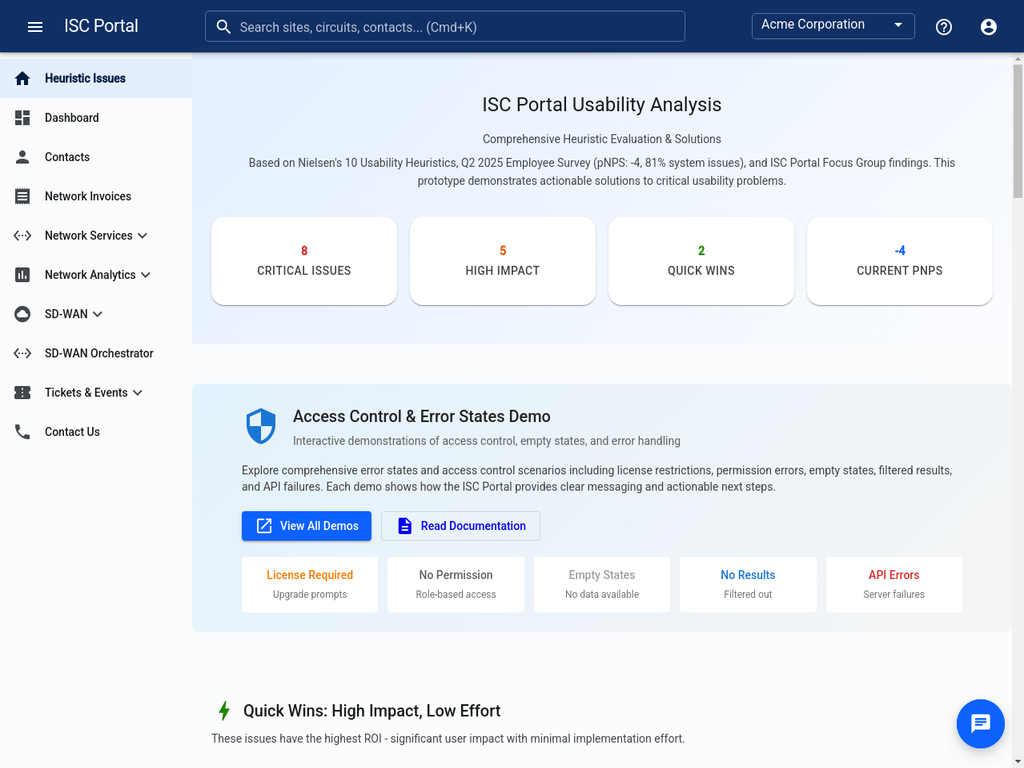 ISC Portal
Search sites, circuits, contacts... (Cmd+K)
Acme Corporation
Heuristic Issues
Dashboard
Contacts
Network Invoices
Network Services
Network Analytics
SD-WAN
SD-WAN Orchestrator
Tickets & Events
Contact Us
ISC Portal Usability Analysis
Comprehensive Heuristic Evaluation & Solutions
Based on Nielsen's 10 Usability Heuristics, Q2 2025 Employee Survey (pNPS: -4, 81% system issues), and ISC Portal Focus Group findings. This
prototype demonstrates actionable solutions to critical usability problems.
8
CRITICAL ISSUES
5
HIGH IMPACT
2
QUICK WINS
-4
CURRENT PNPS
Access Control & Error States Demo
Interactive demonstrations of access control, empty states, and error handling
Explore comprehensive error states and access control scenarios including license restrictions, permission errors, empty states, filtered results,
and API failures. Each demo shows how the ISC Portal provides clear messaging and actionable next steps.
View All Demos
Read Documentation
License Required
Upgrade prompts
No Permission
Role-based access
Empty States
No data available
No Results
Filtered out
API Errors
Server failures
Quick Wins: High Impact, Low Effort
These issues have the highest ROI - significant user impact with minimal implementation effort.